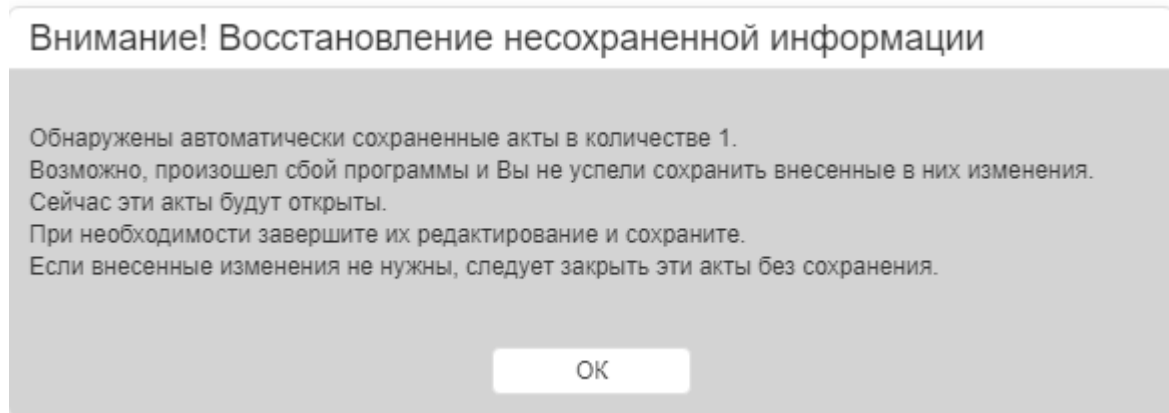 Внимание! Восстановление несохраненной информации
Обнаружены автоматически сохраненные акты в количестве 1.
Возможно, произошел сбой программы и Вы не успели сохранить внесенные в них изменения.
Сейчас эти акты будут открыты.
При необходимости завершите их редактирование и сохраните.
Если внесенные изменения не нужны, следует закрыть эти акты без сохранения.
ОК